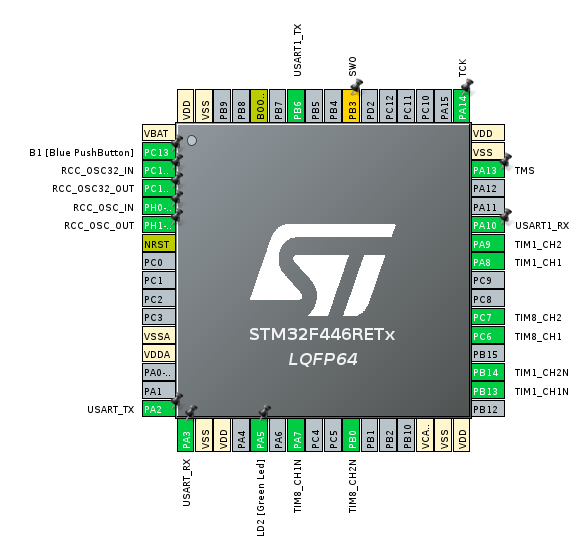 USART1_TX
SWO
TCK
VDD
VSS
PB9
PB8
BOO..
PB7
PB6
PB5
PB4
PB3
PD2
PC12
PC11
PC10
PA15
PA14
VBAT
B1 [Blue PushButton] PC13
RCC_OSC32_IN PC1..
RCC_OSC32_OUT PC1..
RCC_OSC_IN PH0-..
RCC_OSC_OUT PH1-..
NRST
PC0
PC1
PC2
PC3
VSSA
VDDA
PA0-..
PA1
USART_TX PA2
STM32F446RETx
LQFP64
VDD
VSS
PA13 TMS
PA12
PA11
PA10 USART1_RX
PA9 TIM1_CH2
PA8 TIM1_CH1
PC9
PC8
PC7 TIM8_CH2
PC6 TIM8_CH1
PB15
PB14 TIM1_CH2N
PB13 TIM1_CH1N
PB12
PA3
VSS
VDD
PA4
PA5
PA6
PA7
PC4
PC5
PB0
PB1
PB2
PB10
VCA..
VSS
VDD
USART_RX
LD2 [Green Led]
TIM8_CH1N
TIM8_CH2N